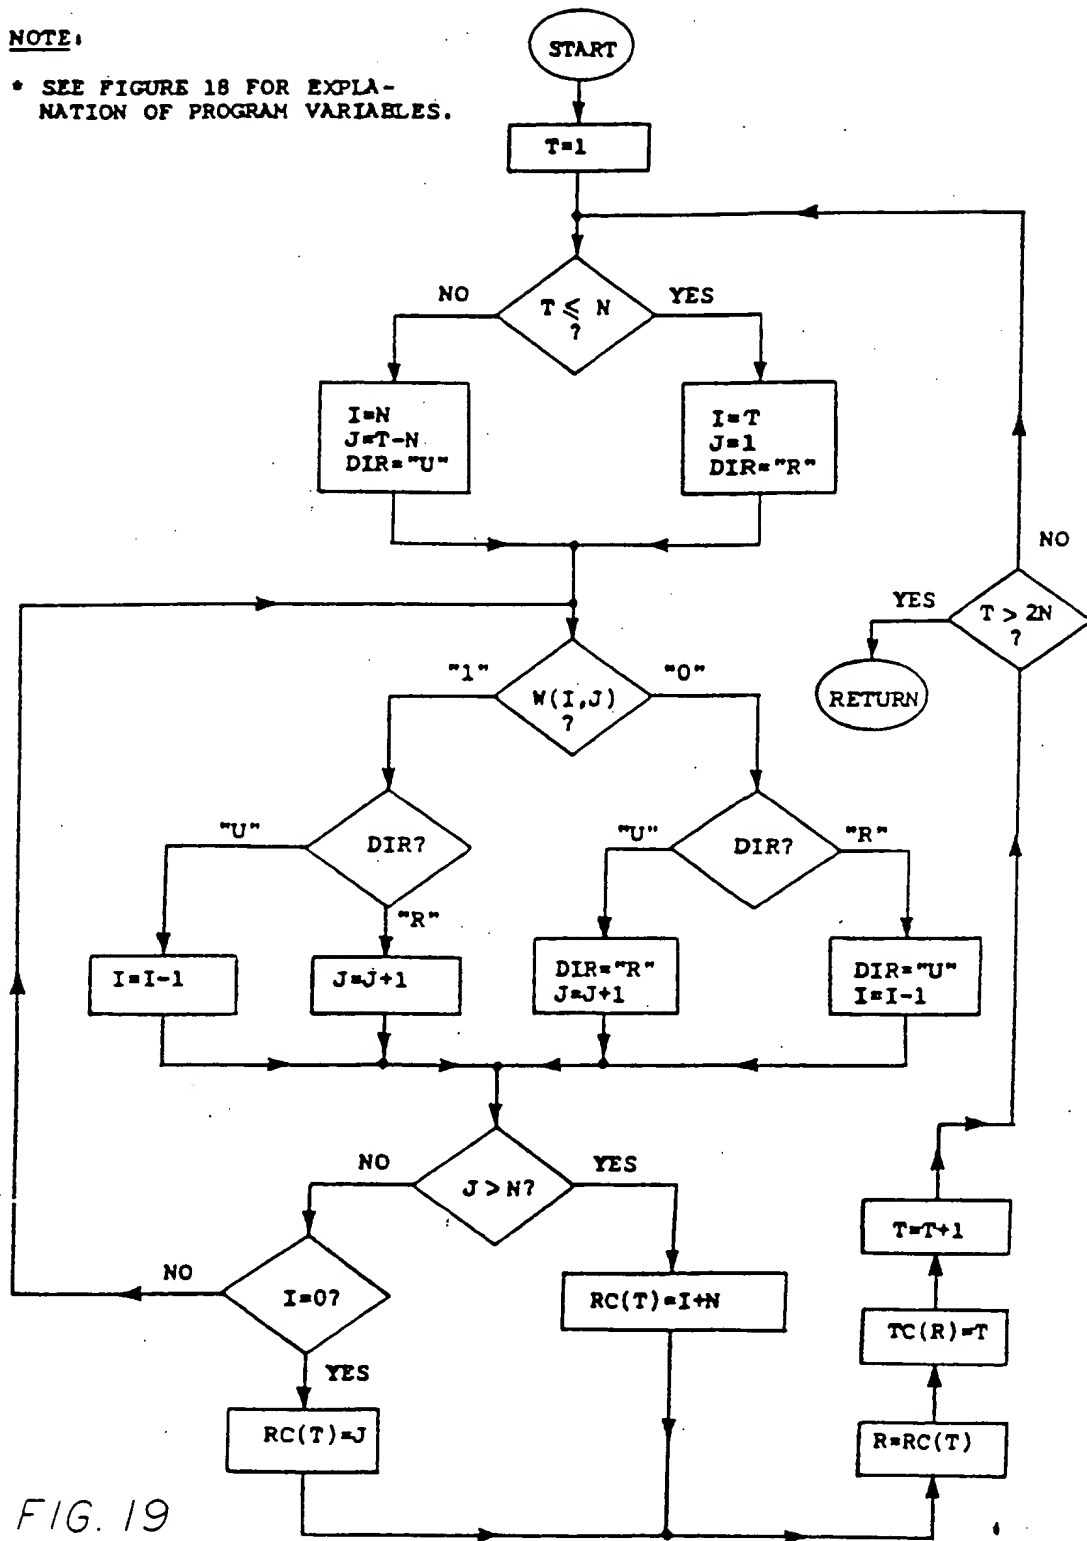 NOTE:
* SEE FIGURE 18 FOR EXPLA-
NATION OF PROGRAM VARIABLES.
START
T=1
NO
YES
T ≤ N
?
I=N
J=T-N
DIR="U"
I=T
J=1
DIR="R"
NO
YES
T > 2N
?
RETURN
"1"
"0"
W(I,J)
?
"U"
DIR?
"R"
"U"
DIR?
"R"
I=I-1
J=J+1
DIR="R"
J=J+1
DIR="U"
I=I-1
NO
YES
J > N?
NO
I=0?
YES
RC(T)=I+N
RC(T)=J
T=T+1
TC(R)=T
R=RC(T)
FIG. 19